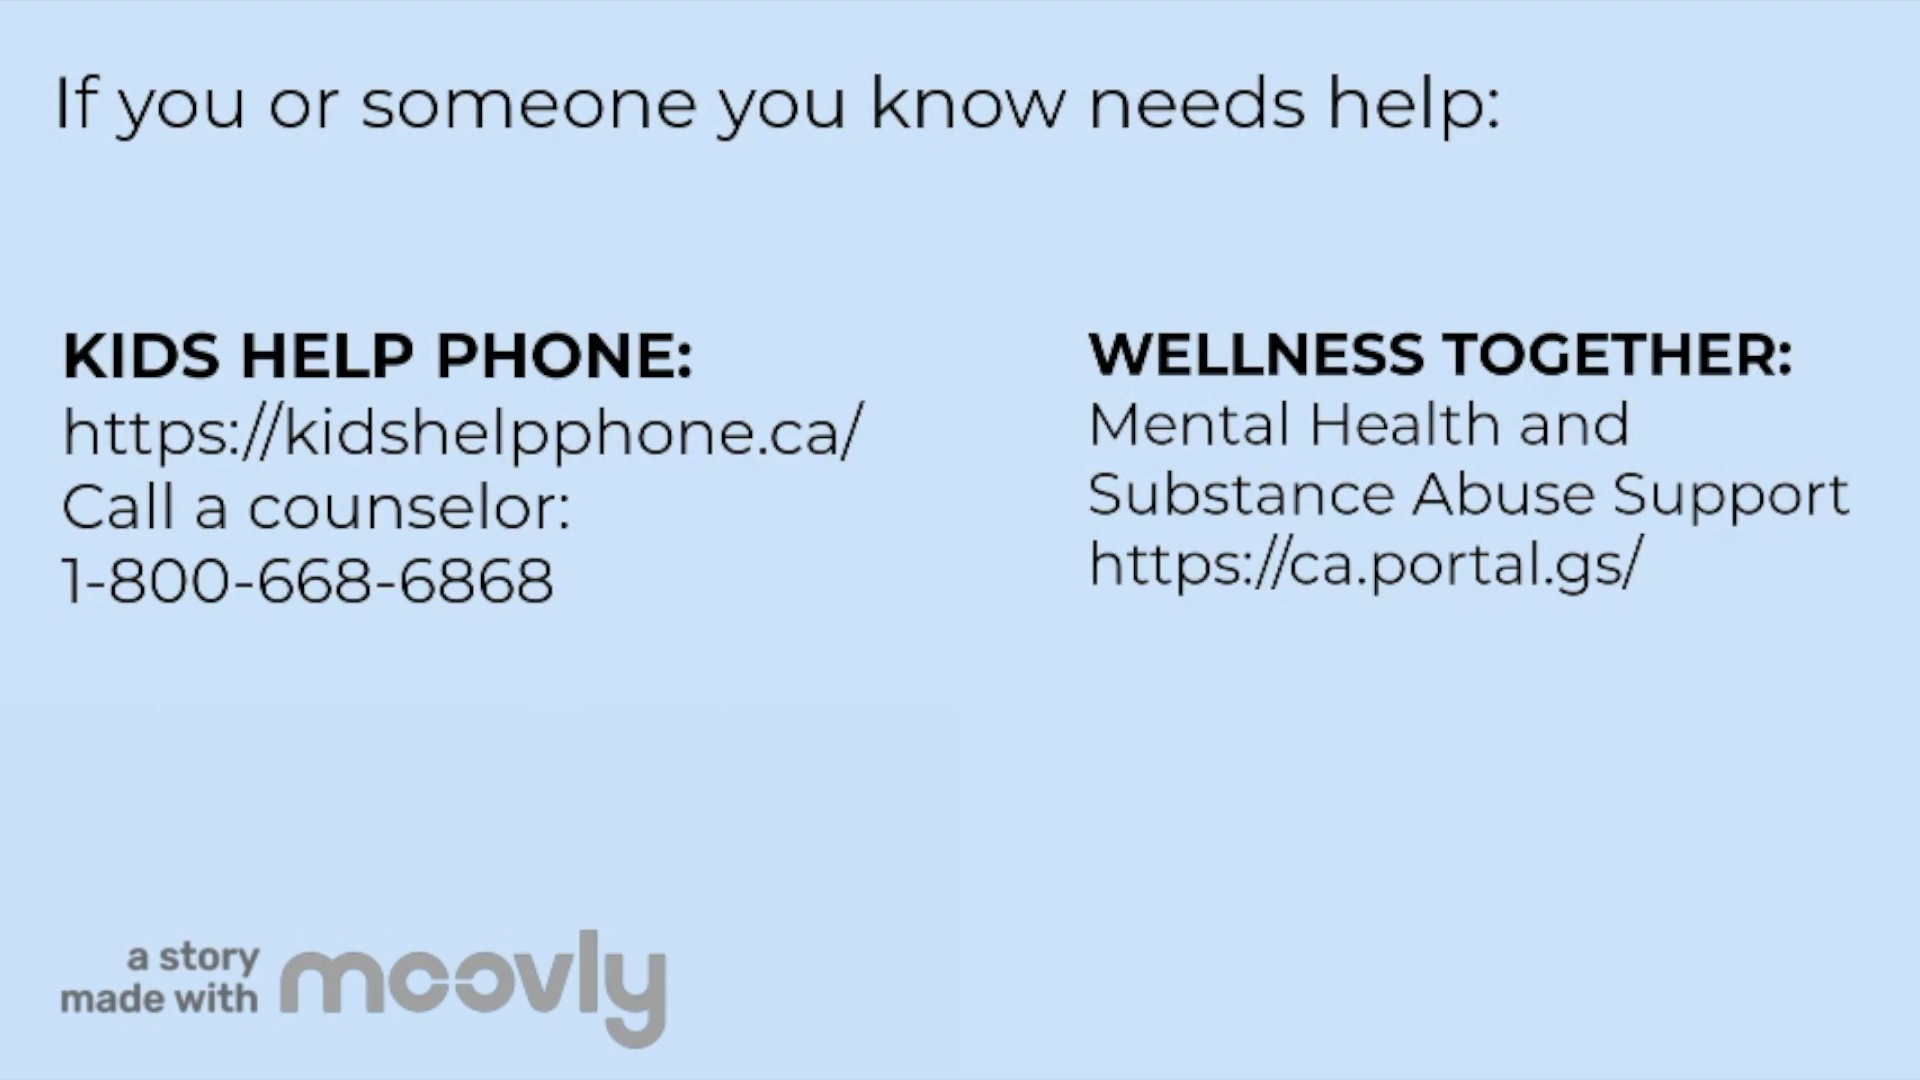 If you or someone you know needs help:
KIDS HELP PHONE:
https://kidshelpphone.ca/
Call a counselor:
1-800-668-6868
WELLNESS TOGETHER:
Mental Health and
Substance Abuse Support
https://ca.portal.gs/
a story
made with
moovly